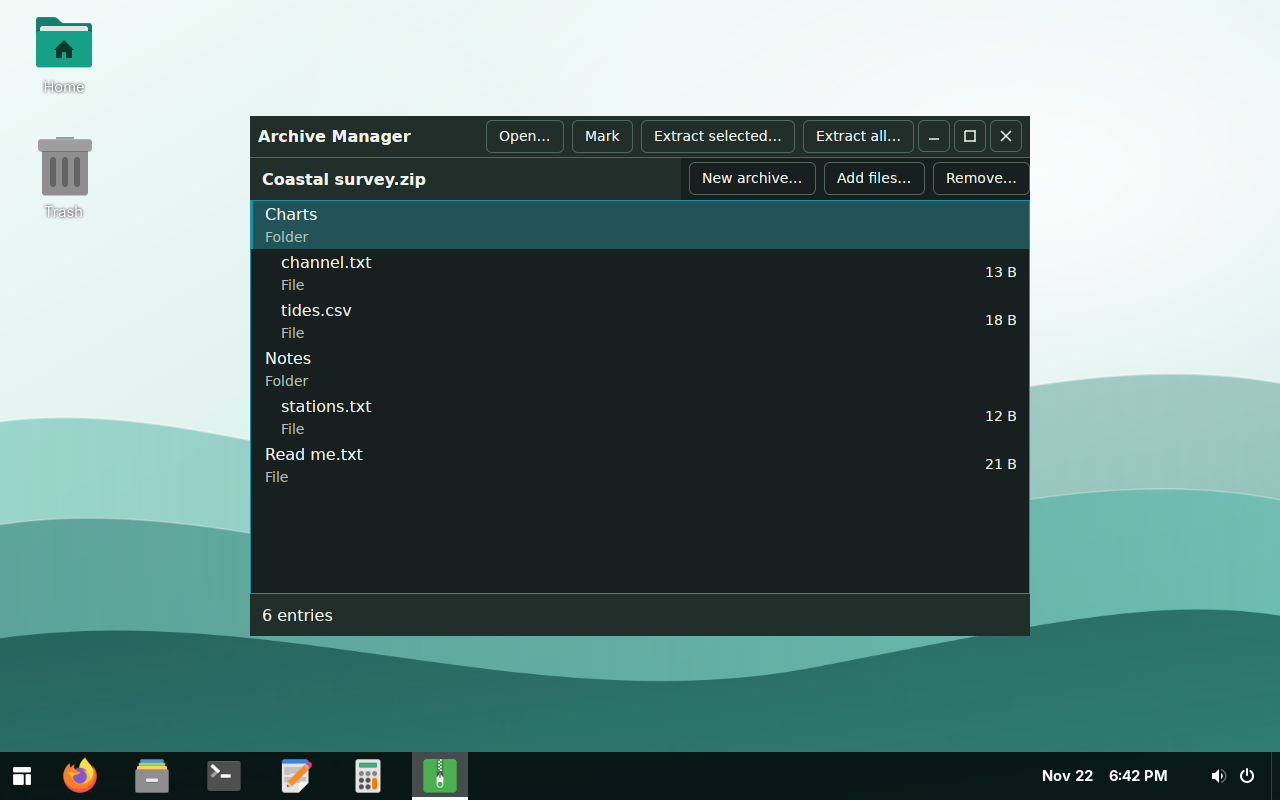 Home
Trash
Archive Manager
Open...
Mark
Extract selected...
Extract all...
Coastal survey.zip
New archive...
Add files...
Remove...
Charts
Folder
channel.txt
File
13 B
tides.csv
File
18 B
Notes
Folder
stations.txt
File
12 B
Read me.txt
File
21 B
6 entries
Nov 22 6:42 PM